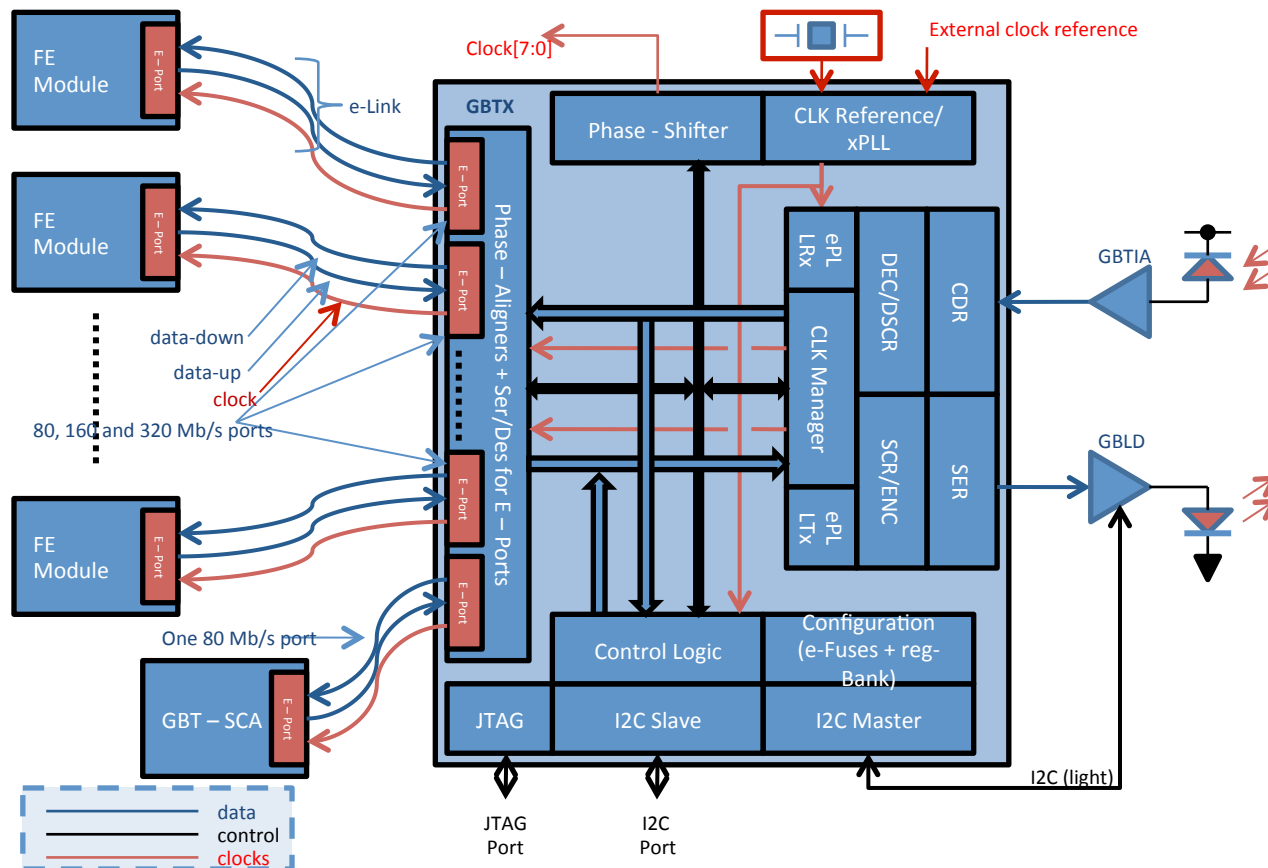 FE
Module
E – Port
Clock[7:0]
External clock reference
e-Link
GBTX
Phase - Shifter
CLK Reference/
xPLL
E – Port
FE
Module
E – Port
E – Port
Phase – Aligners + Ser/Des for E – Ports
ePL
LRx
DEC/DSCR
CDR
GBTIA
CLK Manager
data-down
data-up
clock
80, 160 and 320 Mb/s ports
SCR/ENC
SER
GBLD
FE
Module
E – Port
E – Port
ePL
LTx
E – Port
One 80 Mb/s port
Control Logic
Configuration
(e-Fuses + reg-
Bank)
GBT – SCA
E – Port
JTAG
I2C Slave
I2C Master
I2C (light)
data
control
clocks
JTAG
Port
I2C
Port